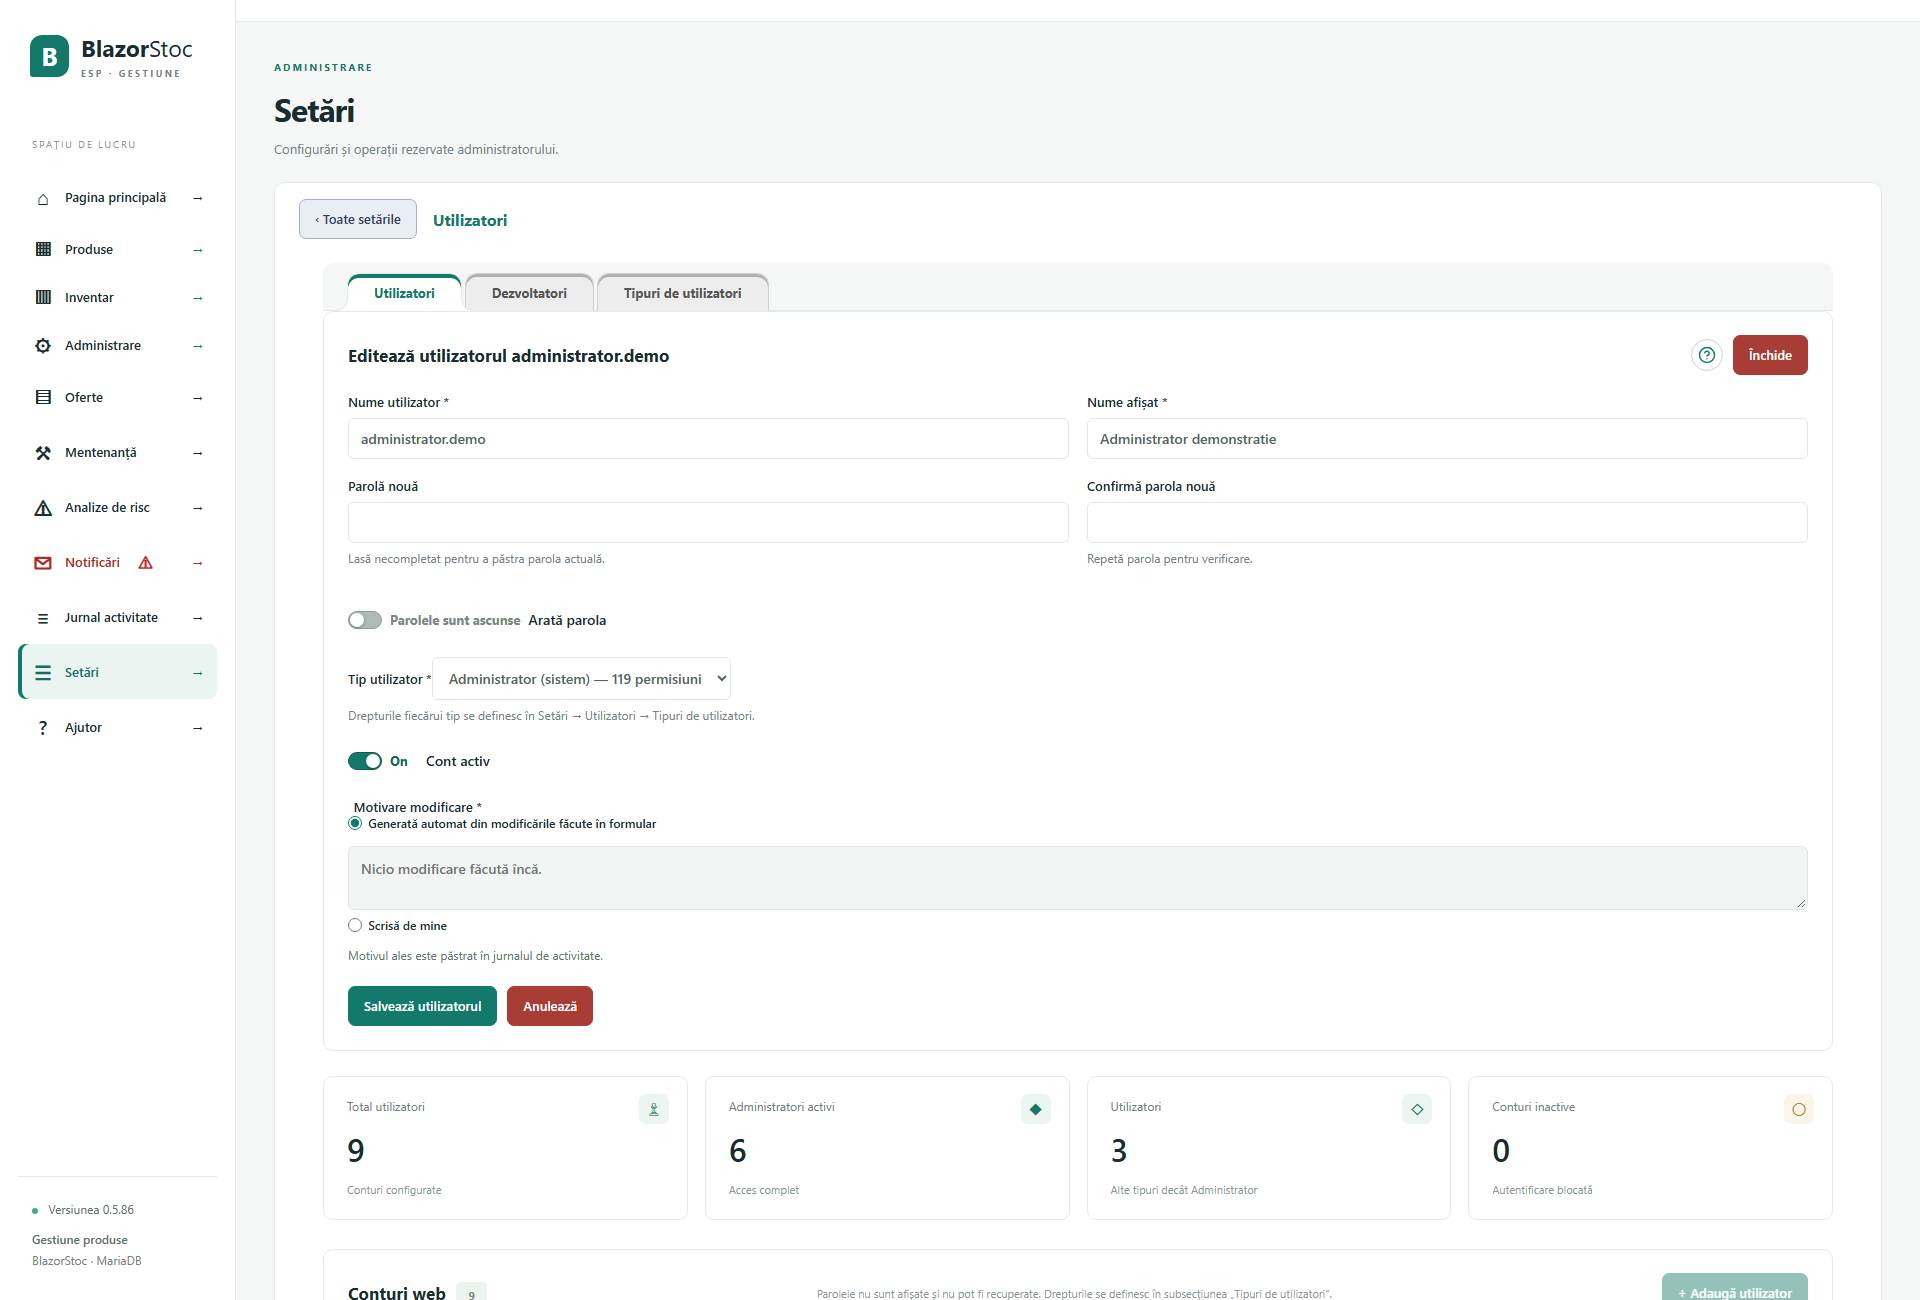 B BlazorStoc
ESP · GESTIUNE
SPAȚIU DE LUCRU
Pagina principală →
Produse →
Inventar →
Administrare →
Oferte →
Mentenanță →
Analize de risc →
Notificări →
Jurnal activitate →
Setări →
? Ajutor →
Versiunea 0.5.86
Gestiune produse
BlazorStoc · MariaDB
ADMINISTRARE
Setări
Configurări și operații rezervate administratorului.
‹ Toate setările Utilizatori
Utilizatori Dezvoltatori Tipuri de utilizatori
Editează utilizatorul administrator.demo
? Închide
Nume utilizator * Nume afișat *
administrator.demo Administrator demonstratie
Parolă nouă Confirmă parola nouă
Lasă necompletat pentru a păstra parola actuală. Repetă parola pentru verificare.
Parolele sunt ascunse Arată parola
Tip utilizator * Administrator (sistem) — 119 permisiuni
Drepturile fiecărui tip se definesc în Setări → Utilizatori → Tipuri de utilizatori.
On Cont activ
Motivare modificare *
Generată automat din modificările făcute în formular
Nicio modificare făcută încă.
Scrisă de mine
Motivul ales este păstrat în jurnalul de activitate.
Salvează utilizatorul Anulează
Total utilizatori Administratori activi Utilizatori Conturi inactive
9 6 3 0
Conturi configurate Acces complet Alte tipuri decât Administrator Autentificare blocată
Conturi web 9 Parolele nu sunt afișate și nu pot fi recuperate. Drepturile se definesc în subsecțiunea „Tipuri de utilizatori”. + Adaugă utilizator